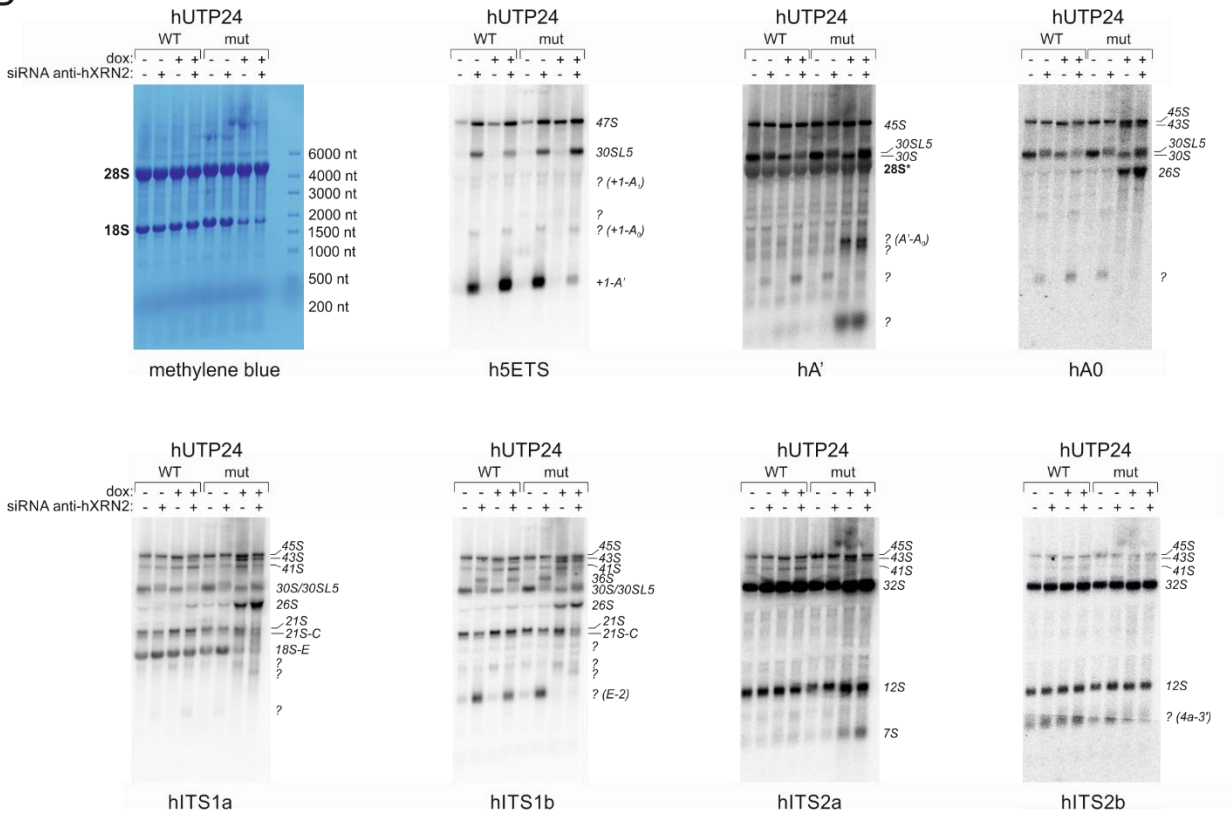 hUTP24
WT mut
dox: - - + + - - + +
siRNA anti-hXRN2: - + - + - + - +
28S
18S
6000 nt
4000 nt
3000 nt
2000 nt
1500 nt
1000 nt
500 nt
200 nt
methylene blue
hUTP24
WT mut
- - + + - - + +
- + - + - + - +
47S
30SL5
? (+1-A₁)
?
? (+1-A₀)
+1-A'
h5ETS
hUTP24
WT mut
- - + + - - + +
- + - + - + - +
45S
30SL5
30S
28S*
? (A'-A₀)
?
?
?
hA'
hUTP24
WT mut
- - + + - - + +
- + - + - + - +
45S
43S
30SL5
30S
26S
?
hA0
hUTP24
WT mut
dox: - - + + - - + +
siRNA anti-hXRN2: - + - + - + - +
45S
43S
41S
30S/30SL5
26S
21S
21S-C
18S-E
?
?
?
hITS1a
hUTP24
WT mut
- - + + - - + +
- + - + - + - +
45S
43S
41S
36S
30S/30SL5
26S
21S
21S-C
?
?
? (E-2)
hITS1b
hUTP24
WT mut
- - + + - - + +
- + - + - + - +
45S
43S
41S
32S
12S
7S
hITS2a
hUTP24
WT mut
- - + + - - + +
- + - + - + - +
45S
43S
41S
32S
12S
? (4a-3')
hITS2b